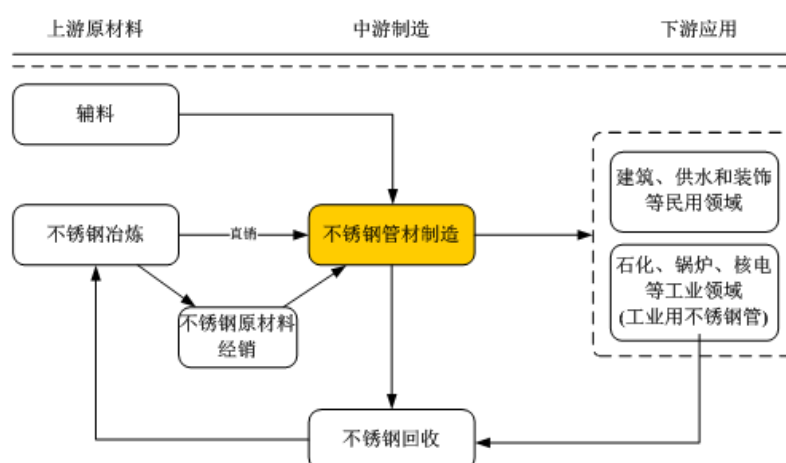 上游原材料
中游制造
下游应用
辅料
建筑、供水和装饰
等民用领域
不锈钢冶炼
直销
不锈钢管材制造
石化、锅炉、核电
等工业领域
(工业用不锈钢管)
不锈钢原材料
经销
不锈钢回收